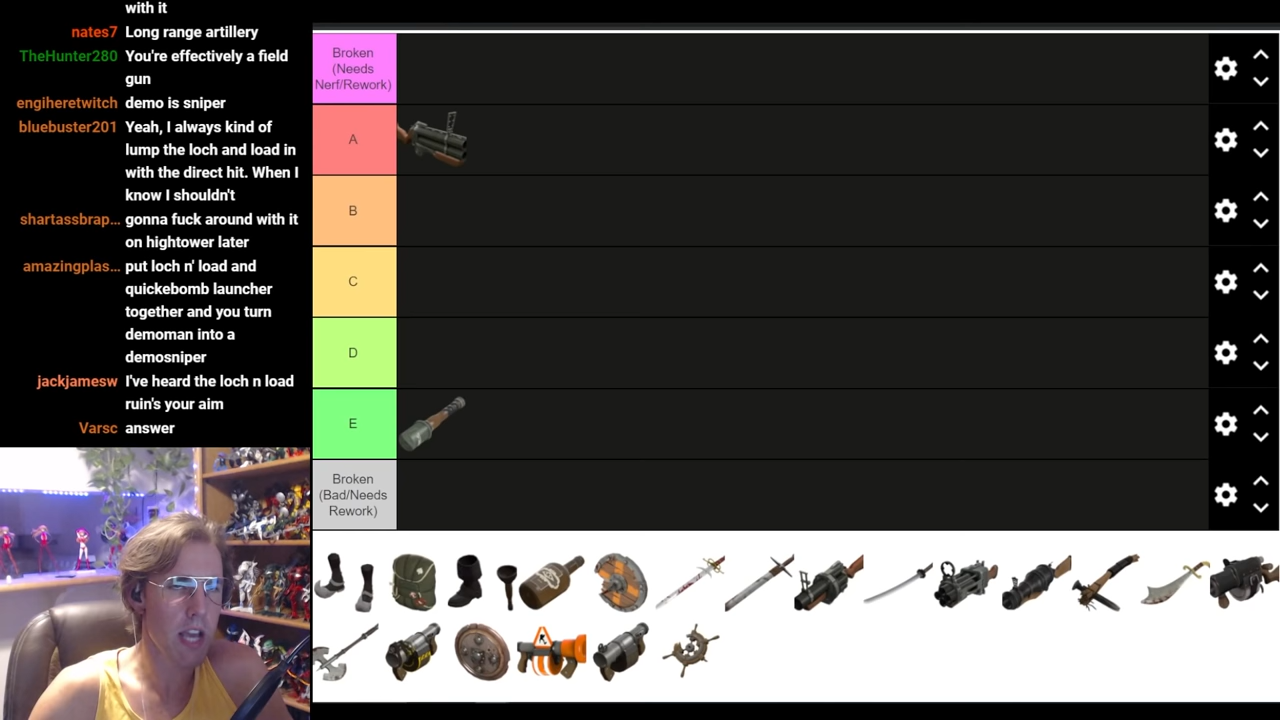 with it
nates7 Long range artillery
TheHunter280 You're effectively a field
gun
engiheretwitch demo is sniper
bluebuster201 Yeah, I always kind of
lump the loch and load in
with the direct hit. When I
know I shouldn't
shartassbrap... gonna fuck around with it
on hightower later
amazingplas... put loch n' load and
quickebomb launcher
together and you turn
demoman into a
demosniper
jackjamesw I've heard the loch n load
ruin's your aim
Varsc answer
Broken
(Needs
Nerf/Rework)
A
B
C
D
E
Broken
(Bad/Needs
Rework)